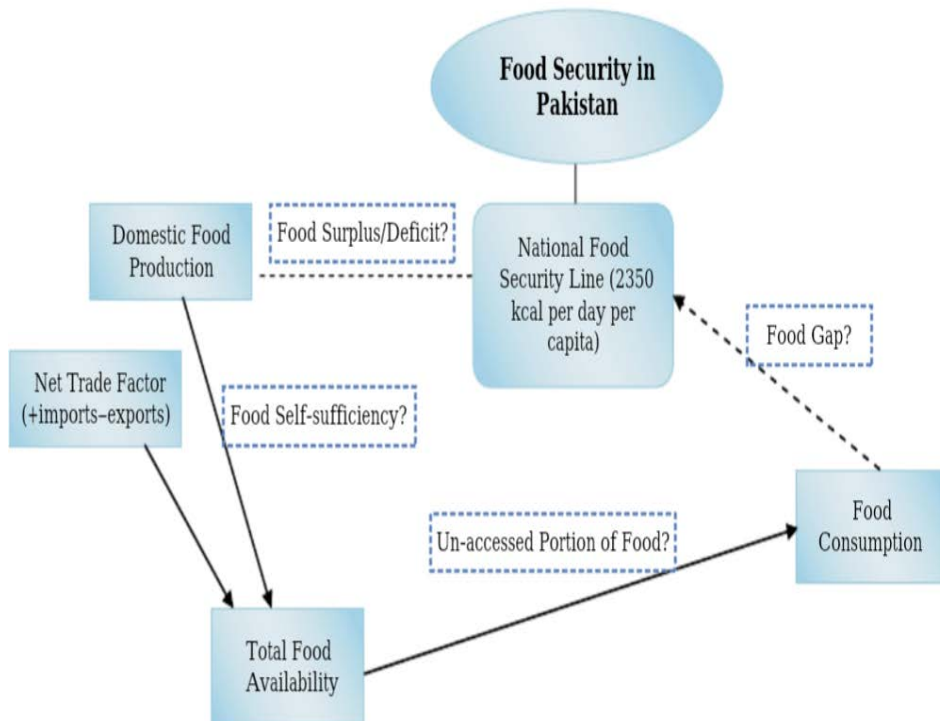 Food Security in
Pakistan
Food Surplus/Deficit?
Domestic Food
Production
National Food
Security Line (2350
kcal per day per
capita)
Food Gap?
Net Trade Factor
(+imports–exports)
Food Self-sufficiency?
Food
Consumption
Un-accessed Portion of Food?
Total Food
Availability